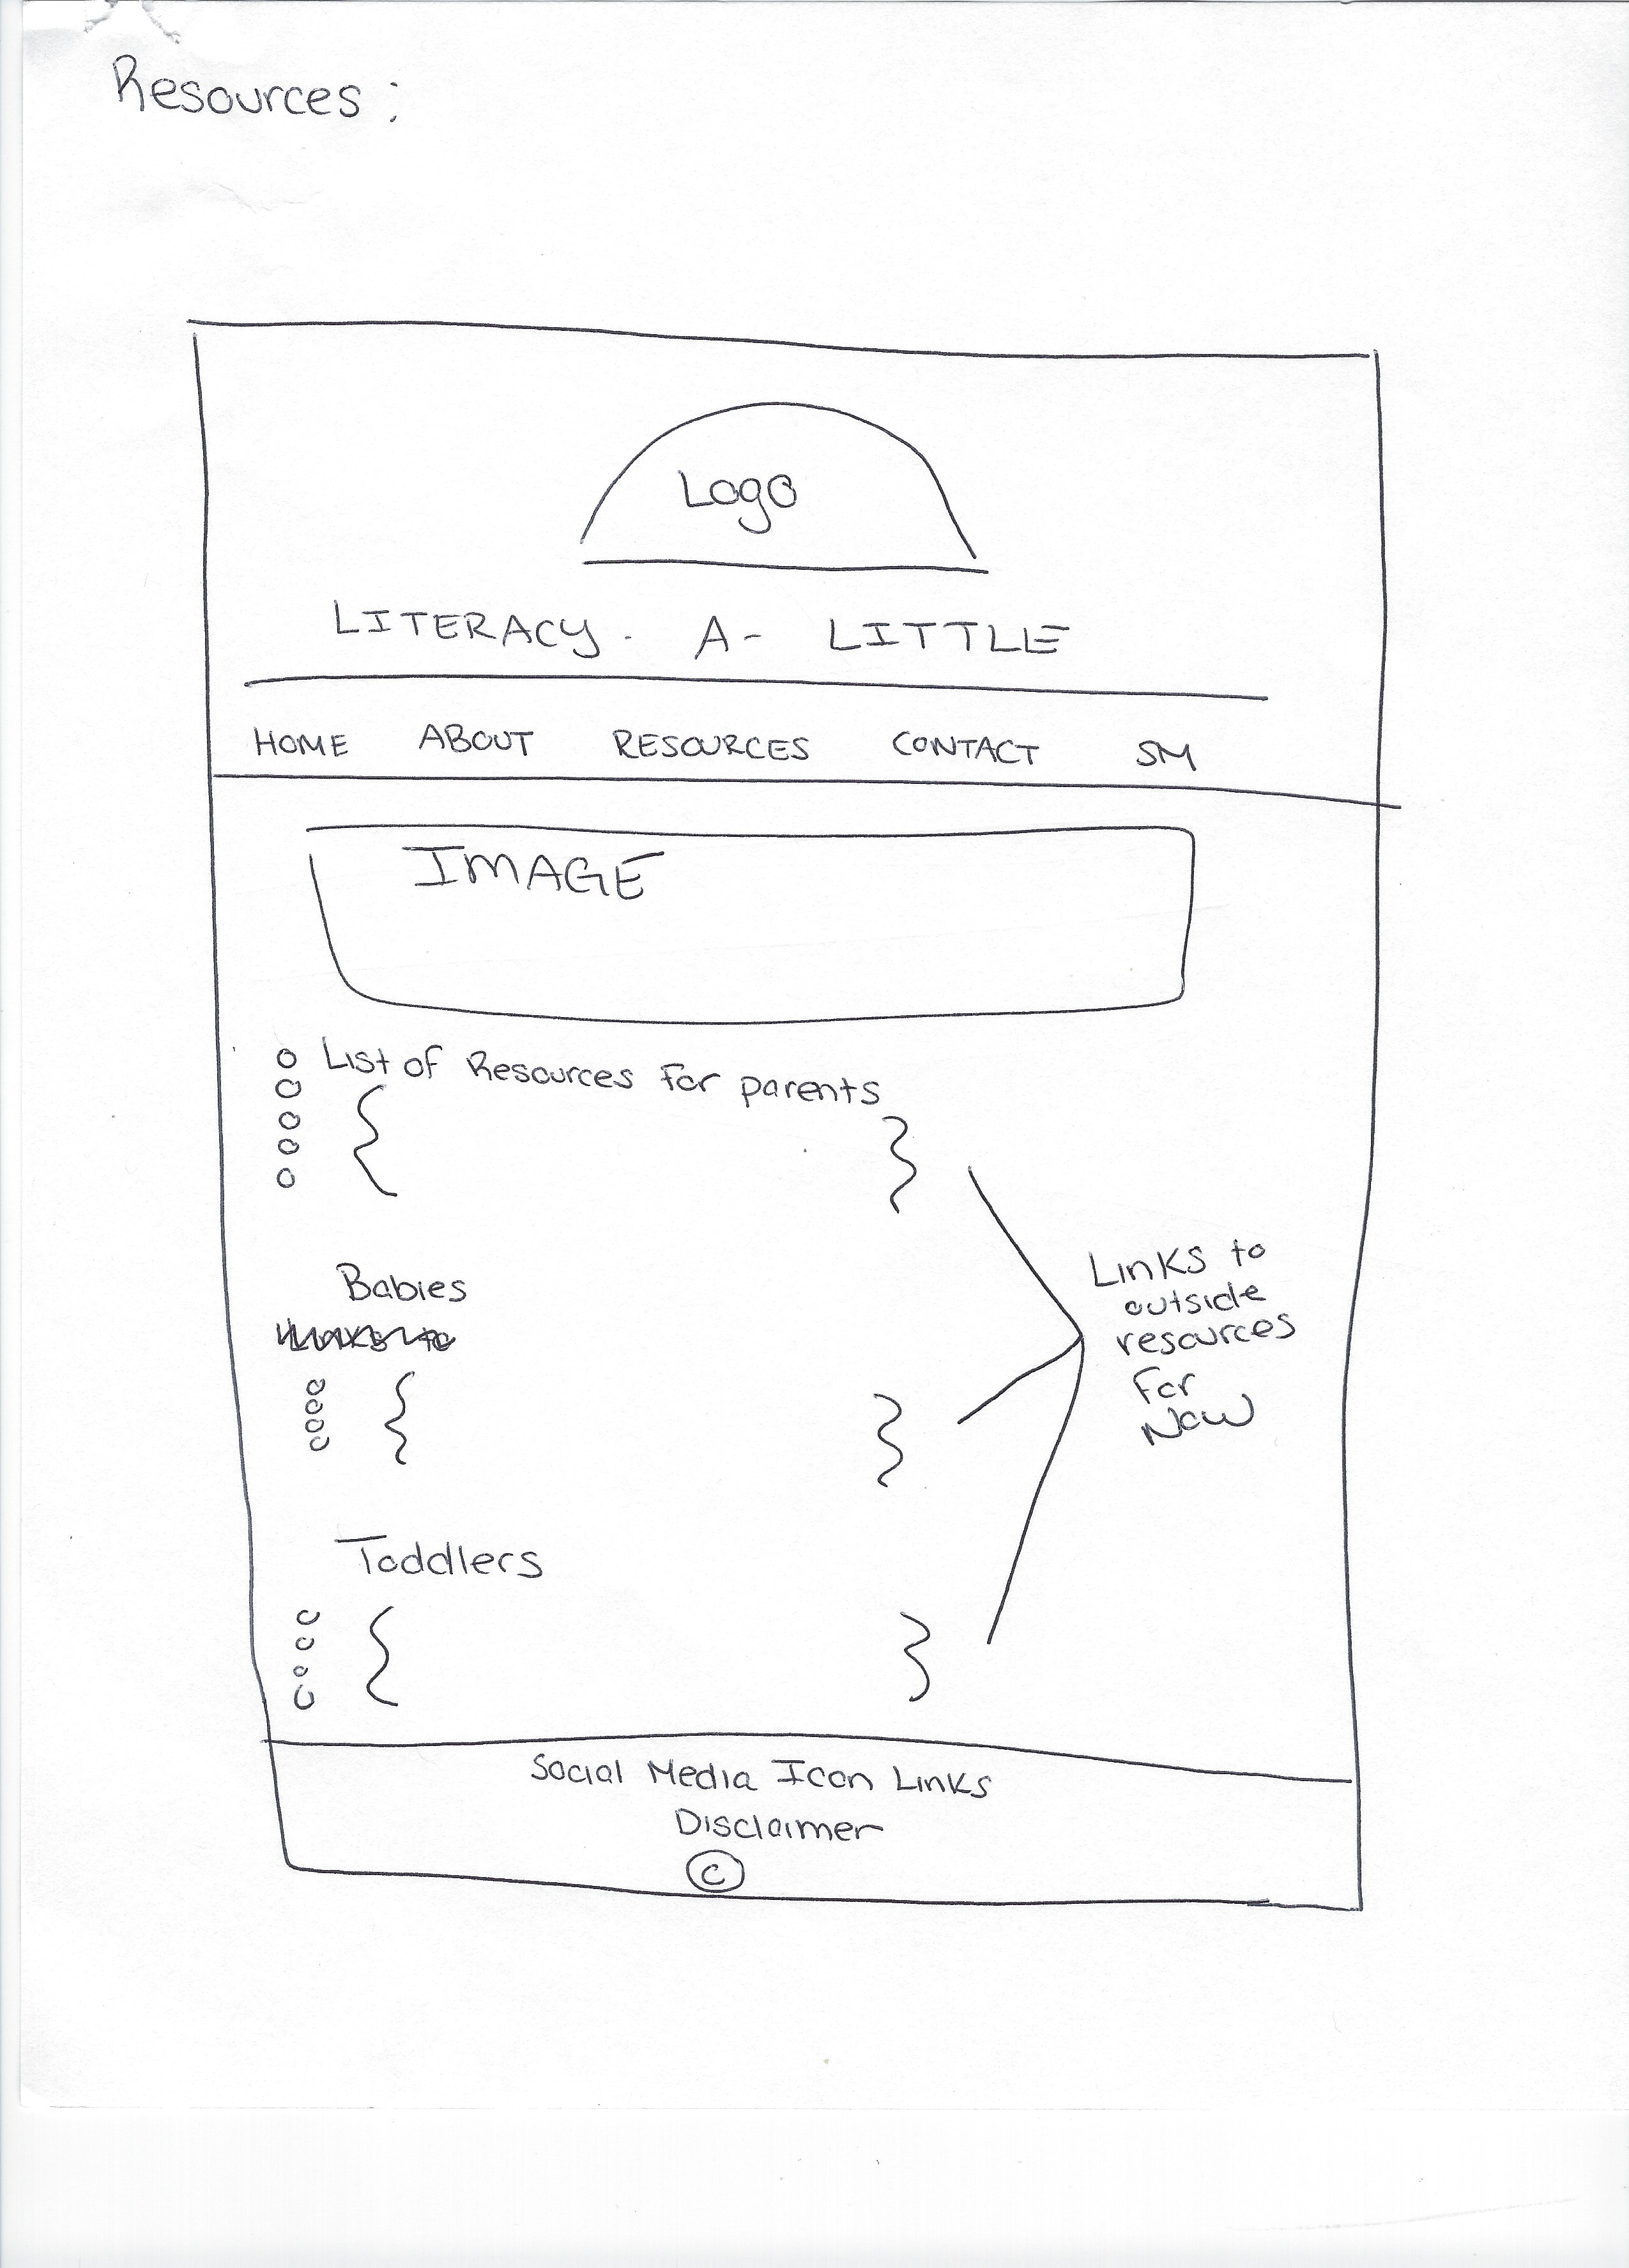 Resources:
Logo
LITERACY - A - LITTLE
HOME ABOUT RESOURCES CONTACT SM
IMAGE
List of Resources for parents
Babies
Toddlers
Links to
outside
resources
for
Now
Social Media Icon Links
Disclaimer
©